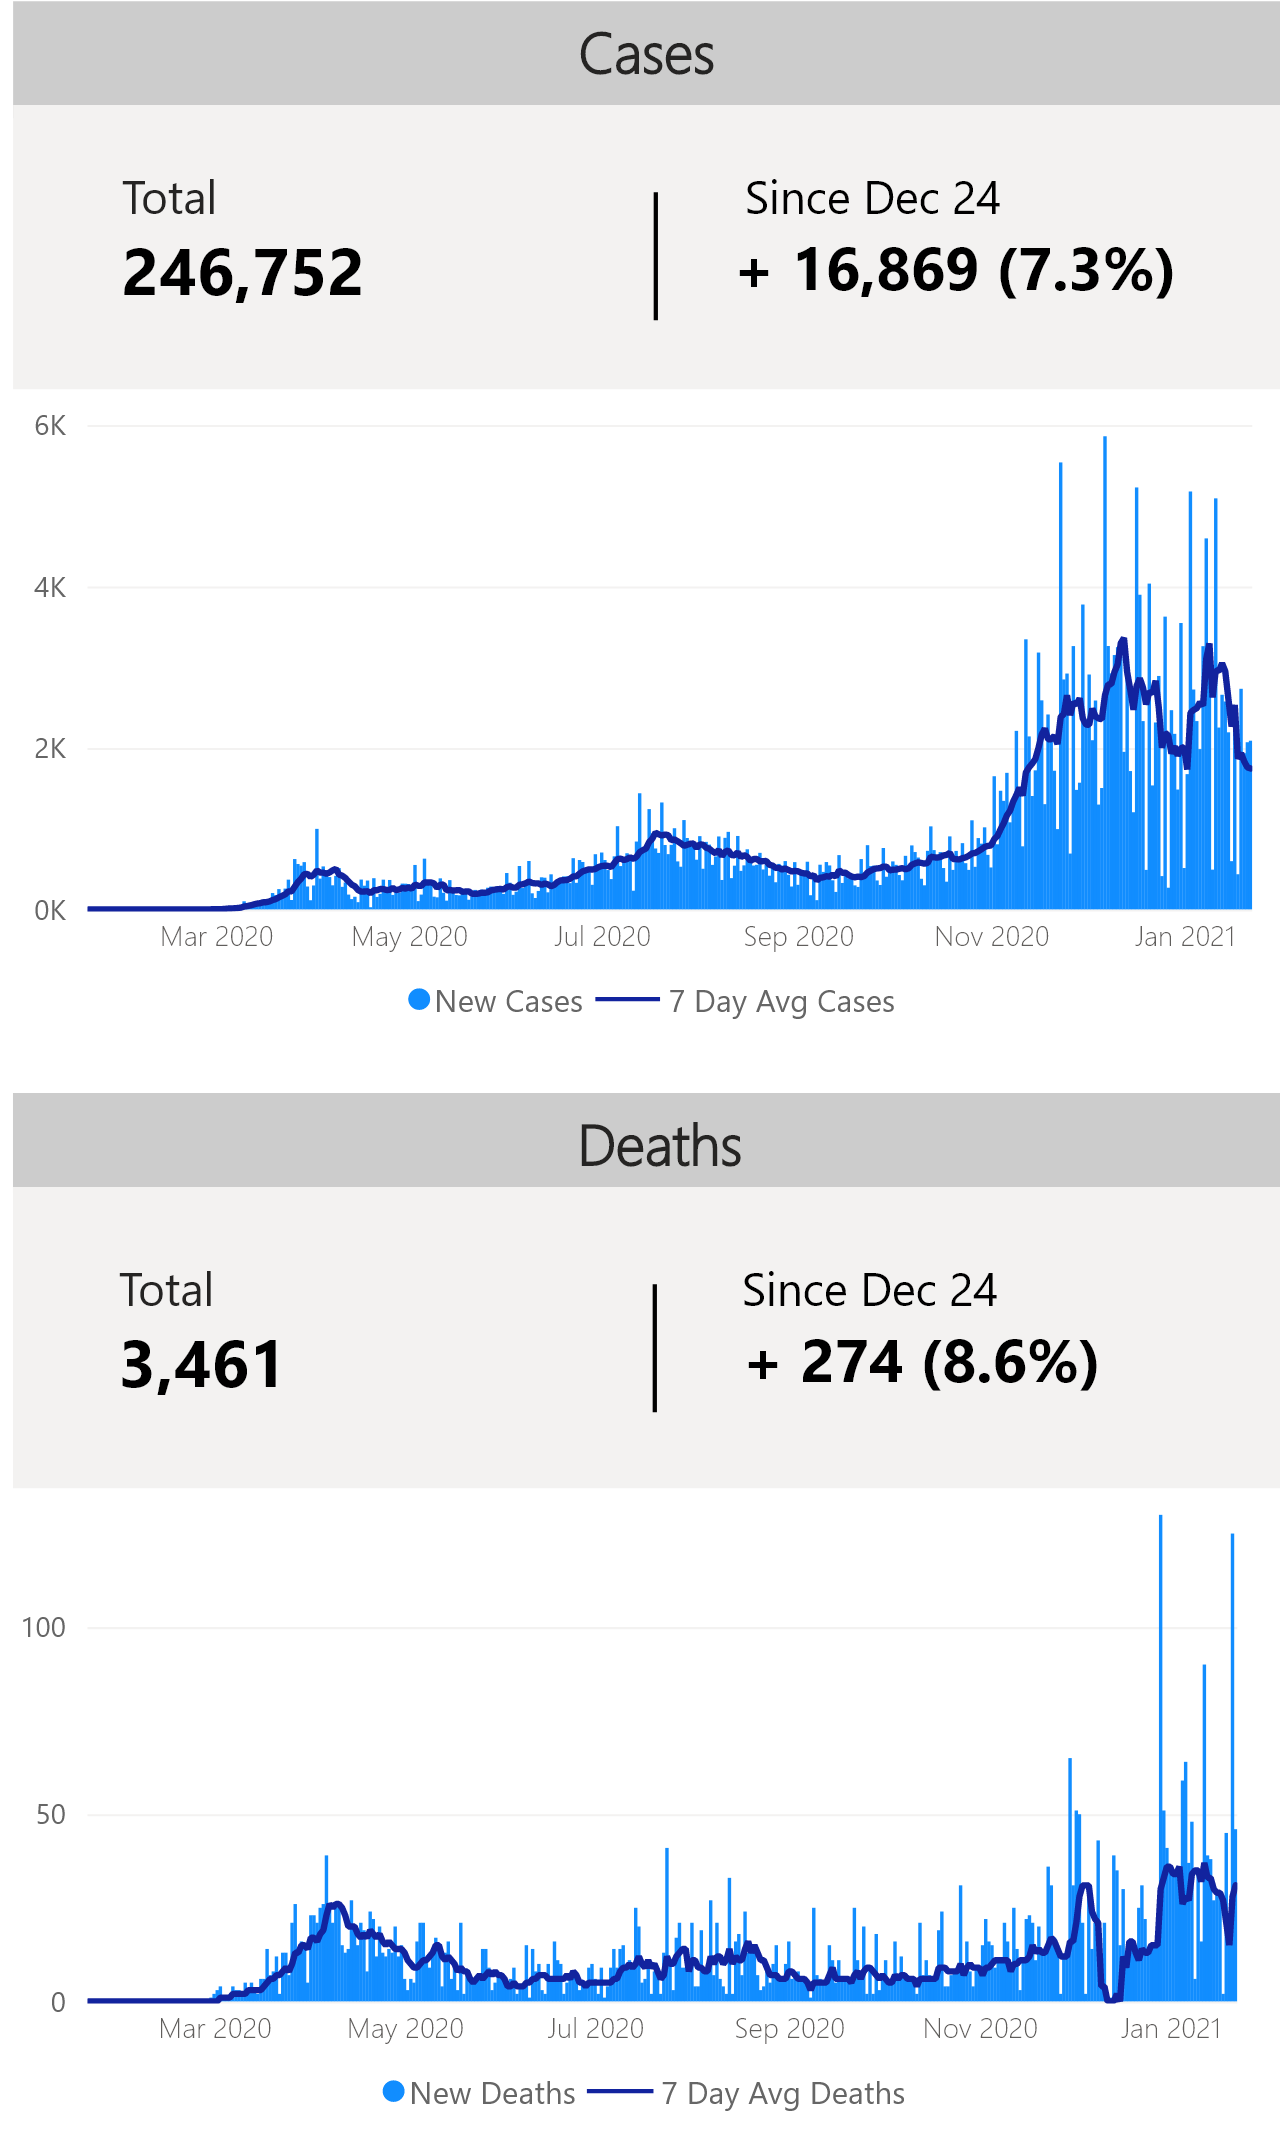 Cases
Total
Since Dec 24
246,752
+ 16,869 (7.3%)
6K
4K
2K
0K
Mar 2020 May 2020 Jul 2020 Sep 2020 Nov 2020 Jan 2021
New Cases 7 Day Avg Cases
Deaths
Total
Since Dec 24
3,461
+ 274 (8.6%)
100
50
0
Mar 2020 May 2020 Jul 2020 Sep 2020 Nov 2020 Jan 2021
New Deaths 7 Day Avg Deaths